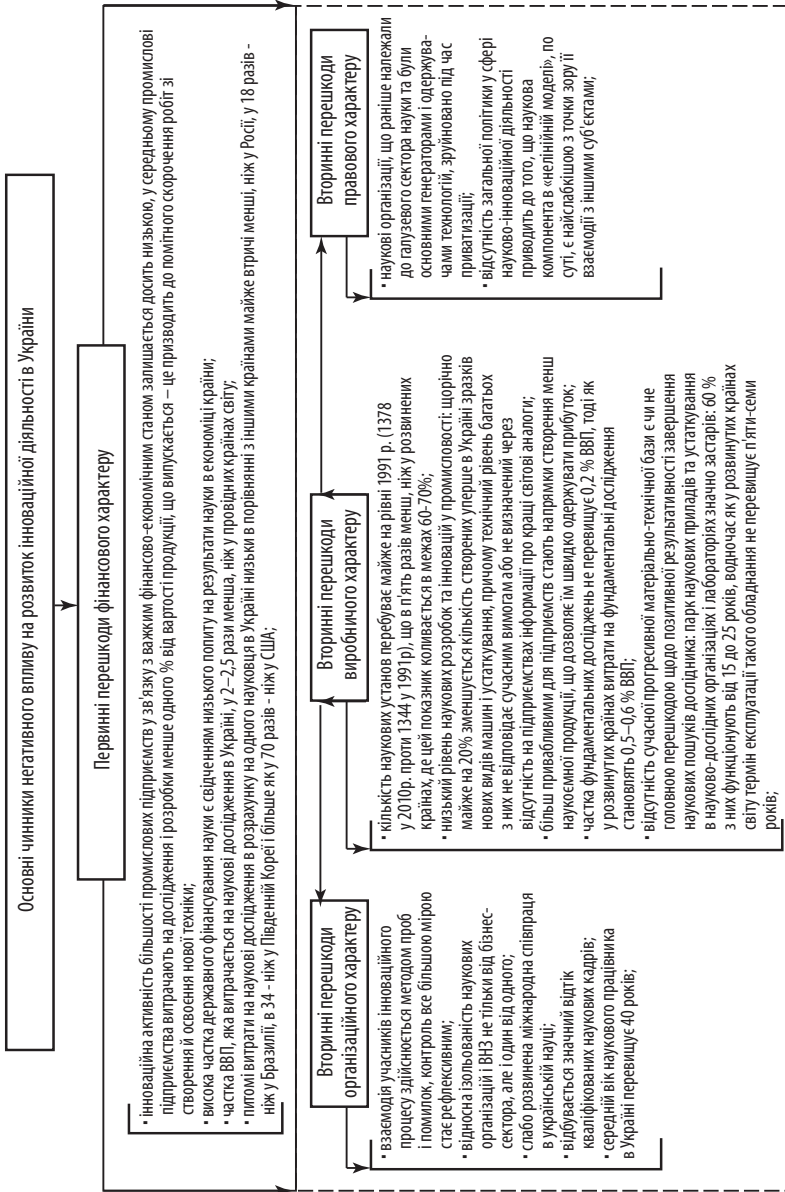 Основні чинники негативного впливу на розвиток інноваційної діяльності в Україні
Первинні перешкоди фінансового характеру
▪ інноваційна активність більшості промислових підприємств у зв'язку з важким фінансово-економічним станом залишається досить низькою, у середньому промислові
підприємства витрачають на дослідження і розробки менше одного % від вартості продукції, що випускається – це призводить до помітного скорочення робіт зі
створення й освоєння нової техніки;
▪ висока частка державного фінансування науки є свідченням низького попиту на результати науки в економіці країни;
▪ частка ВВП, яка витрачається на наукові дослідження в Україні, у 2–2,5 рази менша, ніж у провідних країнах світу;
▪ питомі витрати на наукові дослідження в розрахунку на одного науковця в Україні низьки в порівнянні з іншими країнами майже втричі менші, ніж у Росії, у 18 разів -
ніж у Бразилії, в 34 - ніж у Південній Кореї і більше як у 70 разів - ніж у США;
Вторинні перешкоди
організаційного характеру
▪ взаємодія учасників інноваційного
процесу здійснюється методом проб
і помилок, контроль все більшою мірою
стає рефлексивним;
▪ відносна ізольованість наукових
організацій і ВНЗ не тільки від бізнес-
сектора, але і один від одного;
▪ слабо розвинена міжнародна співпраця
в українській науці;
▪ відбувається значний відтік
кваліфікованих наукових кадрів;
▪ середній вік наукового працівника
в Україні перевищує 40 років;
Вторинні перешкоди
виробничого характеру
▪ кількість наукових установ перебуває майже на рівні 1991 р. (1378
у 2010р. проти 1344 у 1991р), що в п'ять разів менш, ніж у розвинених
країнах, де цей показник коливається в межах 60-70%;
▪ низький рівень наукових розробок та інновацій у промисловості: щорічно
майже на 20% зменшується кількість створених уперше в Україні зразків
нових видів машин і устаткування, причому технічний рівень багатьох
з них не відповідає сучасним вимогам або не визначений через
відсутність на підприємствах інформації про кращі світові аналоги;
▪ більш привабливими для підприємств стають напрямки створення менш
наукоємної продукції, що дозволяє їм швидко одержувати прибуток;
▪ частка фундаментальних досліджень не перевищує 0,2 % ВВП, тоді як
у розвинутих країнах витрати на фундаментальні дослідження
становлять 0,5–0,6 % ВВП;
▪ відсутність сучасної прогресивної матеріально-технічної бази є чи не
головною перешкодою щодо позитивної результативності завершення
наукових пошуків дослідника: парк наукових приладів та устаткування
в науково-дослідних організаціях і лабораторіях значно застарів: 60 %
з них функціонують від 15 до 25 років, водночас як у розвинутих країнах
світу термін експлуатації такого обладнання не перевищує п'яти-семи
років;
Вторинні перешкоди
правового характеру
▪ наукові організації, що раніше належали
до галузевого сектора науки та були
основними генераторами і одержува-
чами технологій, зруйновано під час
приватизації;
▪ відсутність загальної політики у сфері
науково-інноваційної діяльності
приводить до того, що наукова
компонента в «нелінійній моделі», по
суті, є найслабкішою з точки зору її
взаємодії з іншими суб'єктами;